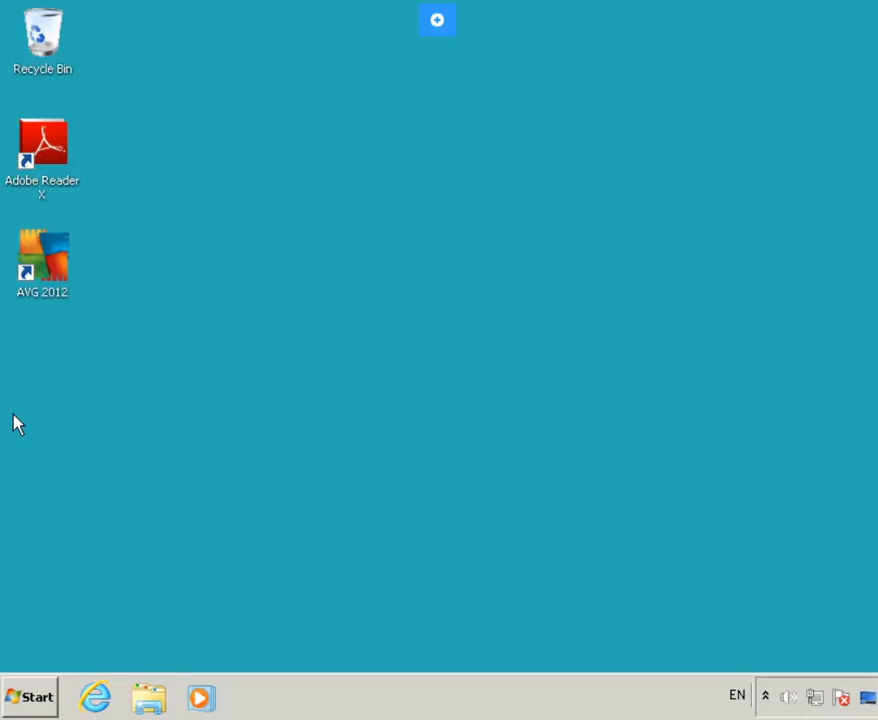 Recycle Bin
Adobe Reader
X
AVG 2012
Start
EN